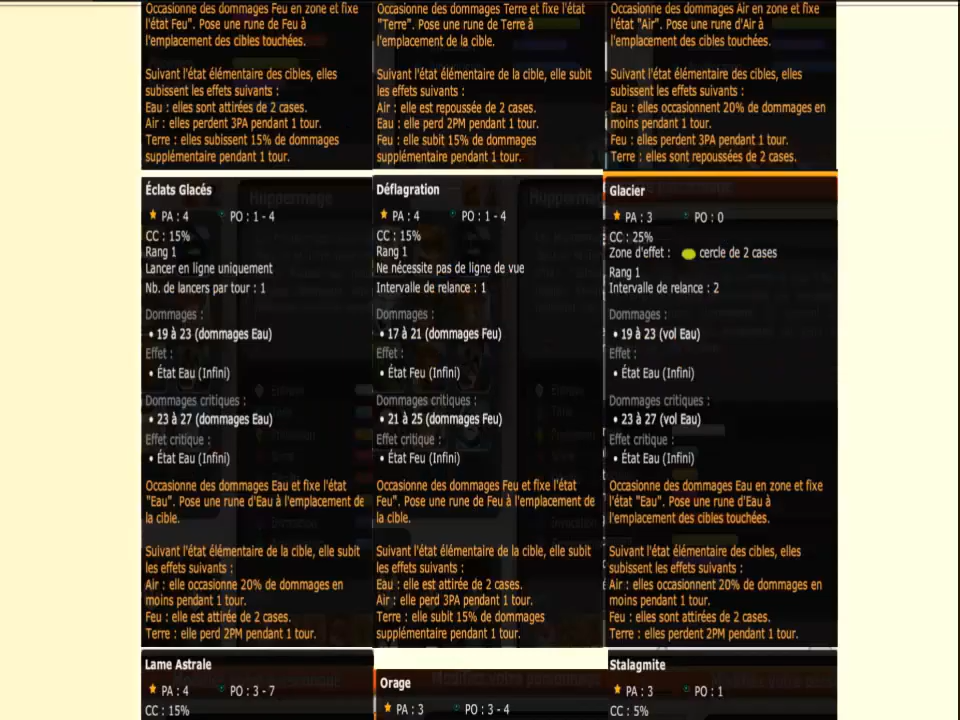 Occasionne des dommages Feu en zone et fixe
l'état Feu". Pose une rune de Feu à
l'emplacement des cibles touchées.
Suivant l'état élémentaire des cibles, elles
subissent les effets suivants :
Eau : elles sont attirées de 2 cases.
Air : elles perdent 3PA pendant 1 tour.
Terre : elles subissent 15% de dommages
supplémentaire pendant 1 tour.
Occasionne des dommages Terre et fixe l'état
"Terre". Pose une rune de Terre à
l'emplacement de la cible.
Suivant l'état élémentaire de la cible, elle subit
les effets suivants :
Air : elle est repoussée de 2 cases.
Eau : elle perd 2PM pendant 1 tour.
Feu : elle subit 15% de dommages
supplémentaire pendant 1 tour.
Occasionne des dommages Air en zone et fixe
l'état "Air". Pose une rune d'Air à
l'emplacement des cibles touchées.
Suivant l'état élémentaire des cibles, elles
subissent les effets suivants :
Eau : elles occasionnent 20% de dommages en
moins pendant 1 tour.
Feu : elles perdent 3PA pendant 1 tour.
Terre : elles sont repoussées de 2 cases.
Éclats Glacés
PA : 4 PO : 1 - 4
CC : 15%
Rang 1
Lancer en ligne uniquement
Nb. de lancers par tour : 1
Dommages :
• 19 à 23 (dommages Eau)
Effet :
• État Eau (Infini)
Dommages critiques :
• 23 à 27 (dommages Eau)
Effet critique :
• État Eau (Infini)
Occasionne des dommages Eau et fixe l'état
"Eau". Pose une rune d'Eau à l'emplacement de
la cible.
Suivant l'état élémentaire de la cible, elle subit
les effets suivants :
Air : elle occasionne 20% de dommages en
moins pendant 1 tour.
Feu : elle est attirée de 2 cases.
Terre : elle perd 2PM pendant 1 tour.
Déflagration
PA : 4 PO : 1 - 4
CC : 15%
Rang 1
Ne nécessite pas de ligne de vue
Intervalle de relance : 1
Dommages :
• 17 à 21 (dommages Feu)
Effet :
• État Feu (Infini)
Dommages critiques :
• 21 à 25 (dommages Feu)
Effet critique :
• État Feu (Infini)
Occasionne des dommages Feu et fixe l'état
Feu". Pose une rune de Feu à l'emplacement de
la cible.
Suivant l'état élémentaire de la cible, elle subit
les effets suivants :
Eau : elle est attirée de 2 cases.
Air : elle perd 3PA pendant 1 tour.
Terre : elle subit 15% de dommages
supplémentaire pendant 1 tour.
Glacier
PA : 3 PO : 0
CC : 25%
Zone d'effet : cercle de 2 cases
Rang 1
Intervalle de relance : 2
Dommages :
• 19 à 23 (vol Eau)
Effet :
• État Eau (Infini)
Dommages critiques :
• 23 à 27 (vol Eau)
Effet critique :
• État Eau (Infini)
Occasionne des dommages Eau en zone et fixe
l'état "Eau". Pose une rune d'Eau à
l'emplacement des cibles touchées.
Suivant l'état élémentaire des cibles, elles
subissent les effets suivants :
Air : elles occasionnent 20% de dommages en
moins pendant 1 tour.
Feu : elles sont attirées de 2 cases.
Terre : elles perdent 2PM pendant 1 tour.
Lame Astrale
PA : 4 PO : 3 - 7
CC : 15%
Orage
PA : 3 PO : 3 - 4
Stalagmite
PA : 3 PO : 1
CC : 5%